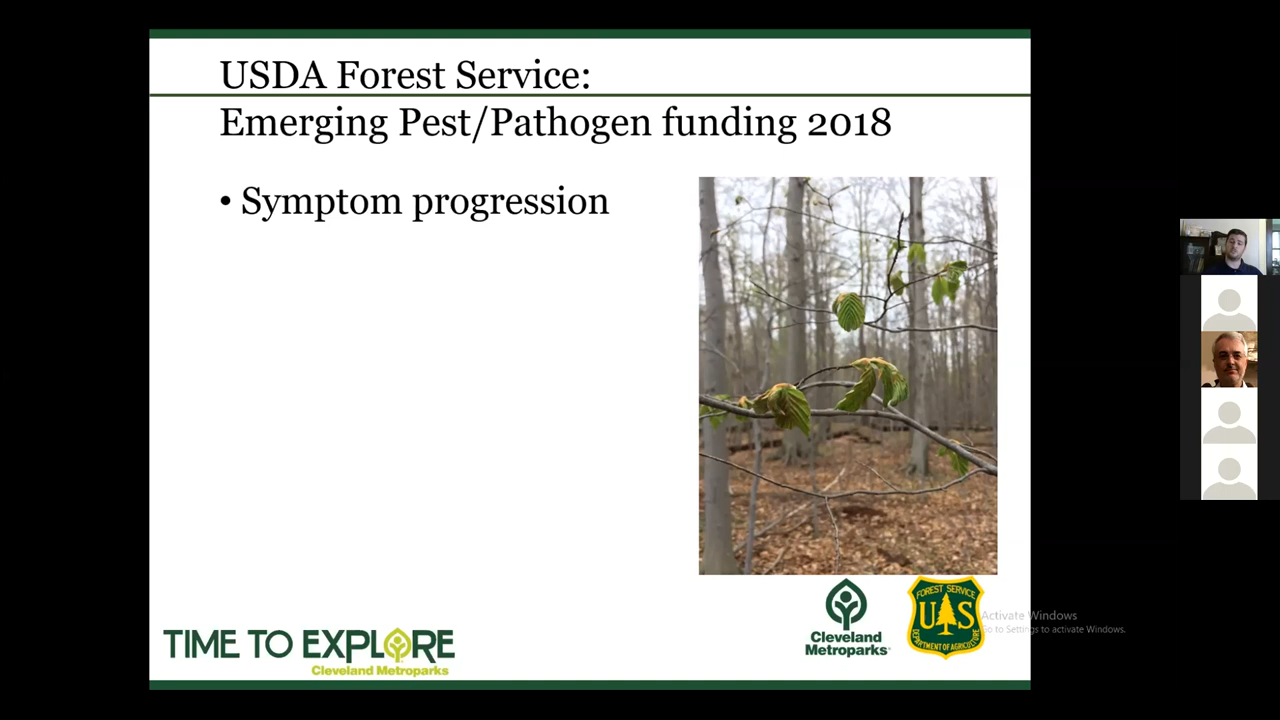 USDA Forest Service:
Emerging Pest/Pathogen funding 2018
• Symptom progression
TIME TO EXPLORE
Cleveland Metroparks
Cleveland
Metroparks
FOREST SERVICE
U S
DEPARTMENT OF AGRICULTURE
Activate Windows
Go to Settings to activate Windows.